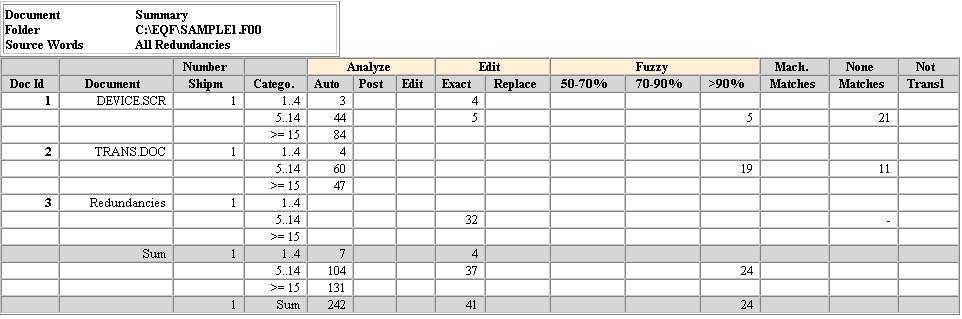 Document Summary
Folder C:\EQF\SAMPLE1.F00
Source Words All Redundancies
Number Analyze Edit Fuzzy Mach. None Not
Doc Id Document Shipm Catego. Auto Post Edit Exact Replace 50-70% 70-90% >90% Matches Matches Transl
1 DEVICE.SCR 1 1..4 3 4
5..14 44 5 5 21
>= 15 84
2 TRANS.DOC 1 1..4 4
5..14 60 19 11
>= 15 47
3 Redundancies 1 1..4
5..14 32 -
>= 15
Sum 1 1..4 7 4
5..14 104 37 24
>= 15 131
1 Sum 242 41 24